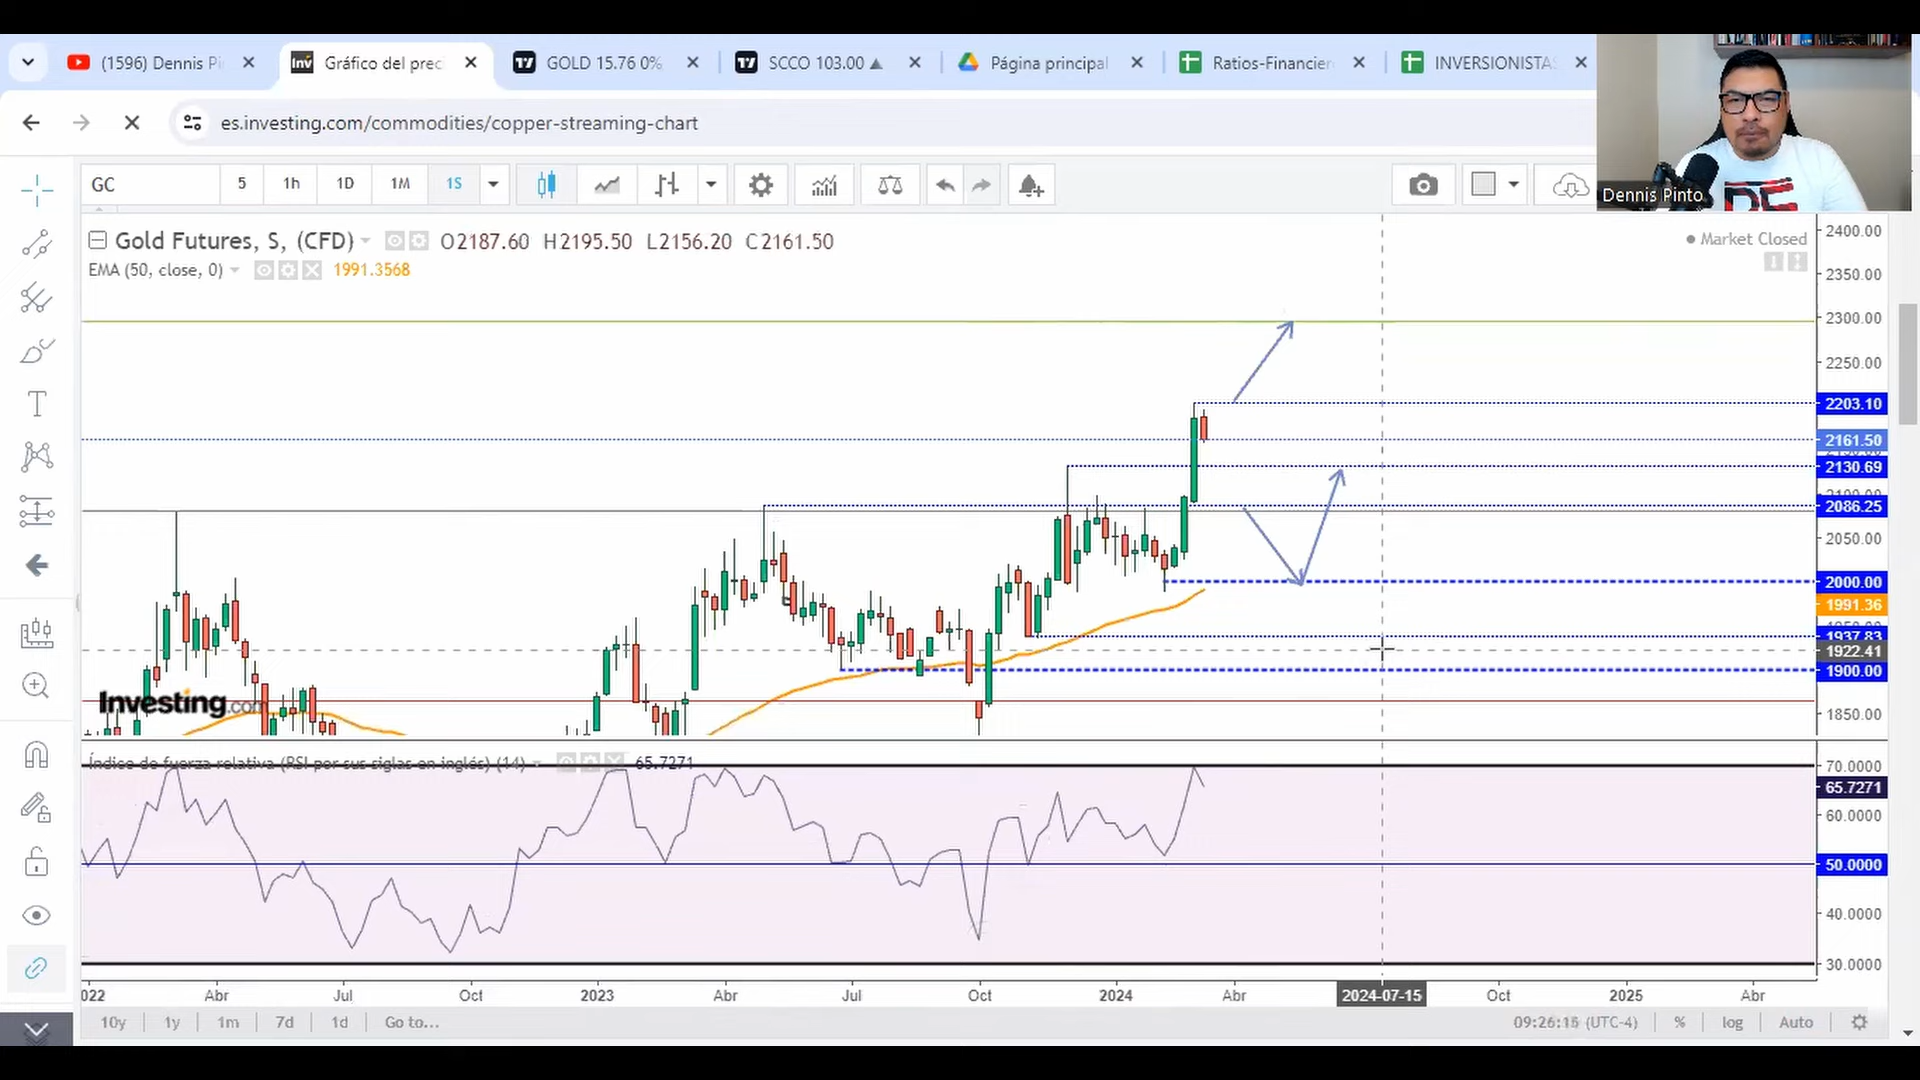 (1596) Dennis Pi
Gráfico del prec
GOLD 15.76 0%
SCCO 103.00
Página principal
Ratios-Financier
INVERSIONISTAS
es.investing.com/commodities/copper-streaming-chart
Dennis Pinto
GC
5
1h
1D
1M
1S
Gold Futures, S, (CFD)
O2187.60 H2195.50 L2156.20 C2161.50
Market Closed
EMA (50, close, 0)
1991.3568
2400.00
2350.00
2300.00
2250.00
2203.10
2161.50
2130.69
2100.00
2086.25
2050.00
2000.00
1991.36
1937.83
1922.41
1900.00
1850.00
Investing.com
Índice de fuerza relativa (RSI por sus siglas en inglés) (14)
65.7271
70.0000
65.7271
60.0000
50.0000
40.0000
30.0000
2022
Abr
Jul
Oct
2023
Abr
Jul
Oct
2024
Abr
2024-07-15
Oct
2025
Abr
10y
1y
1m
7d
1d
Go to...
09:26:15 (UTC-4)
%
log
Auto